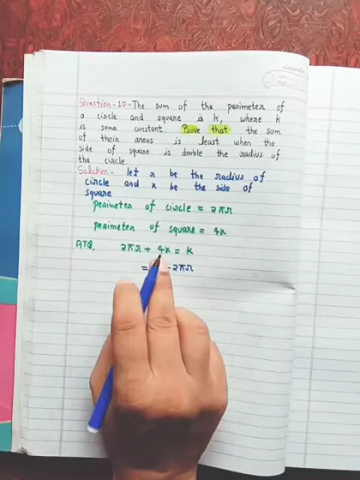 Question-10- The sum of the perimeter of
a circle and square is k, where k
is some constant. Prove that the sum
of their areas is least when the
side of square is double the radius of
the circle.
Solution- let r be the radius of
circle and x be the side of
square
perimeter of circle = 2πr
perimeter of square = 4x
ATQ, 2πr + 4x = k
= -2πr